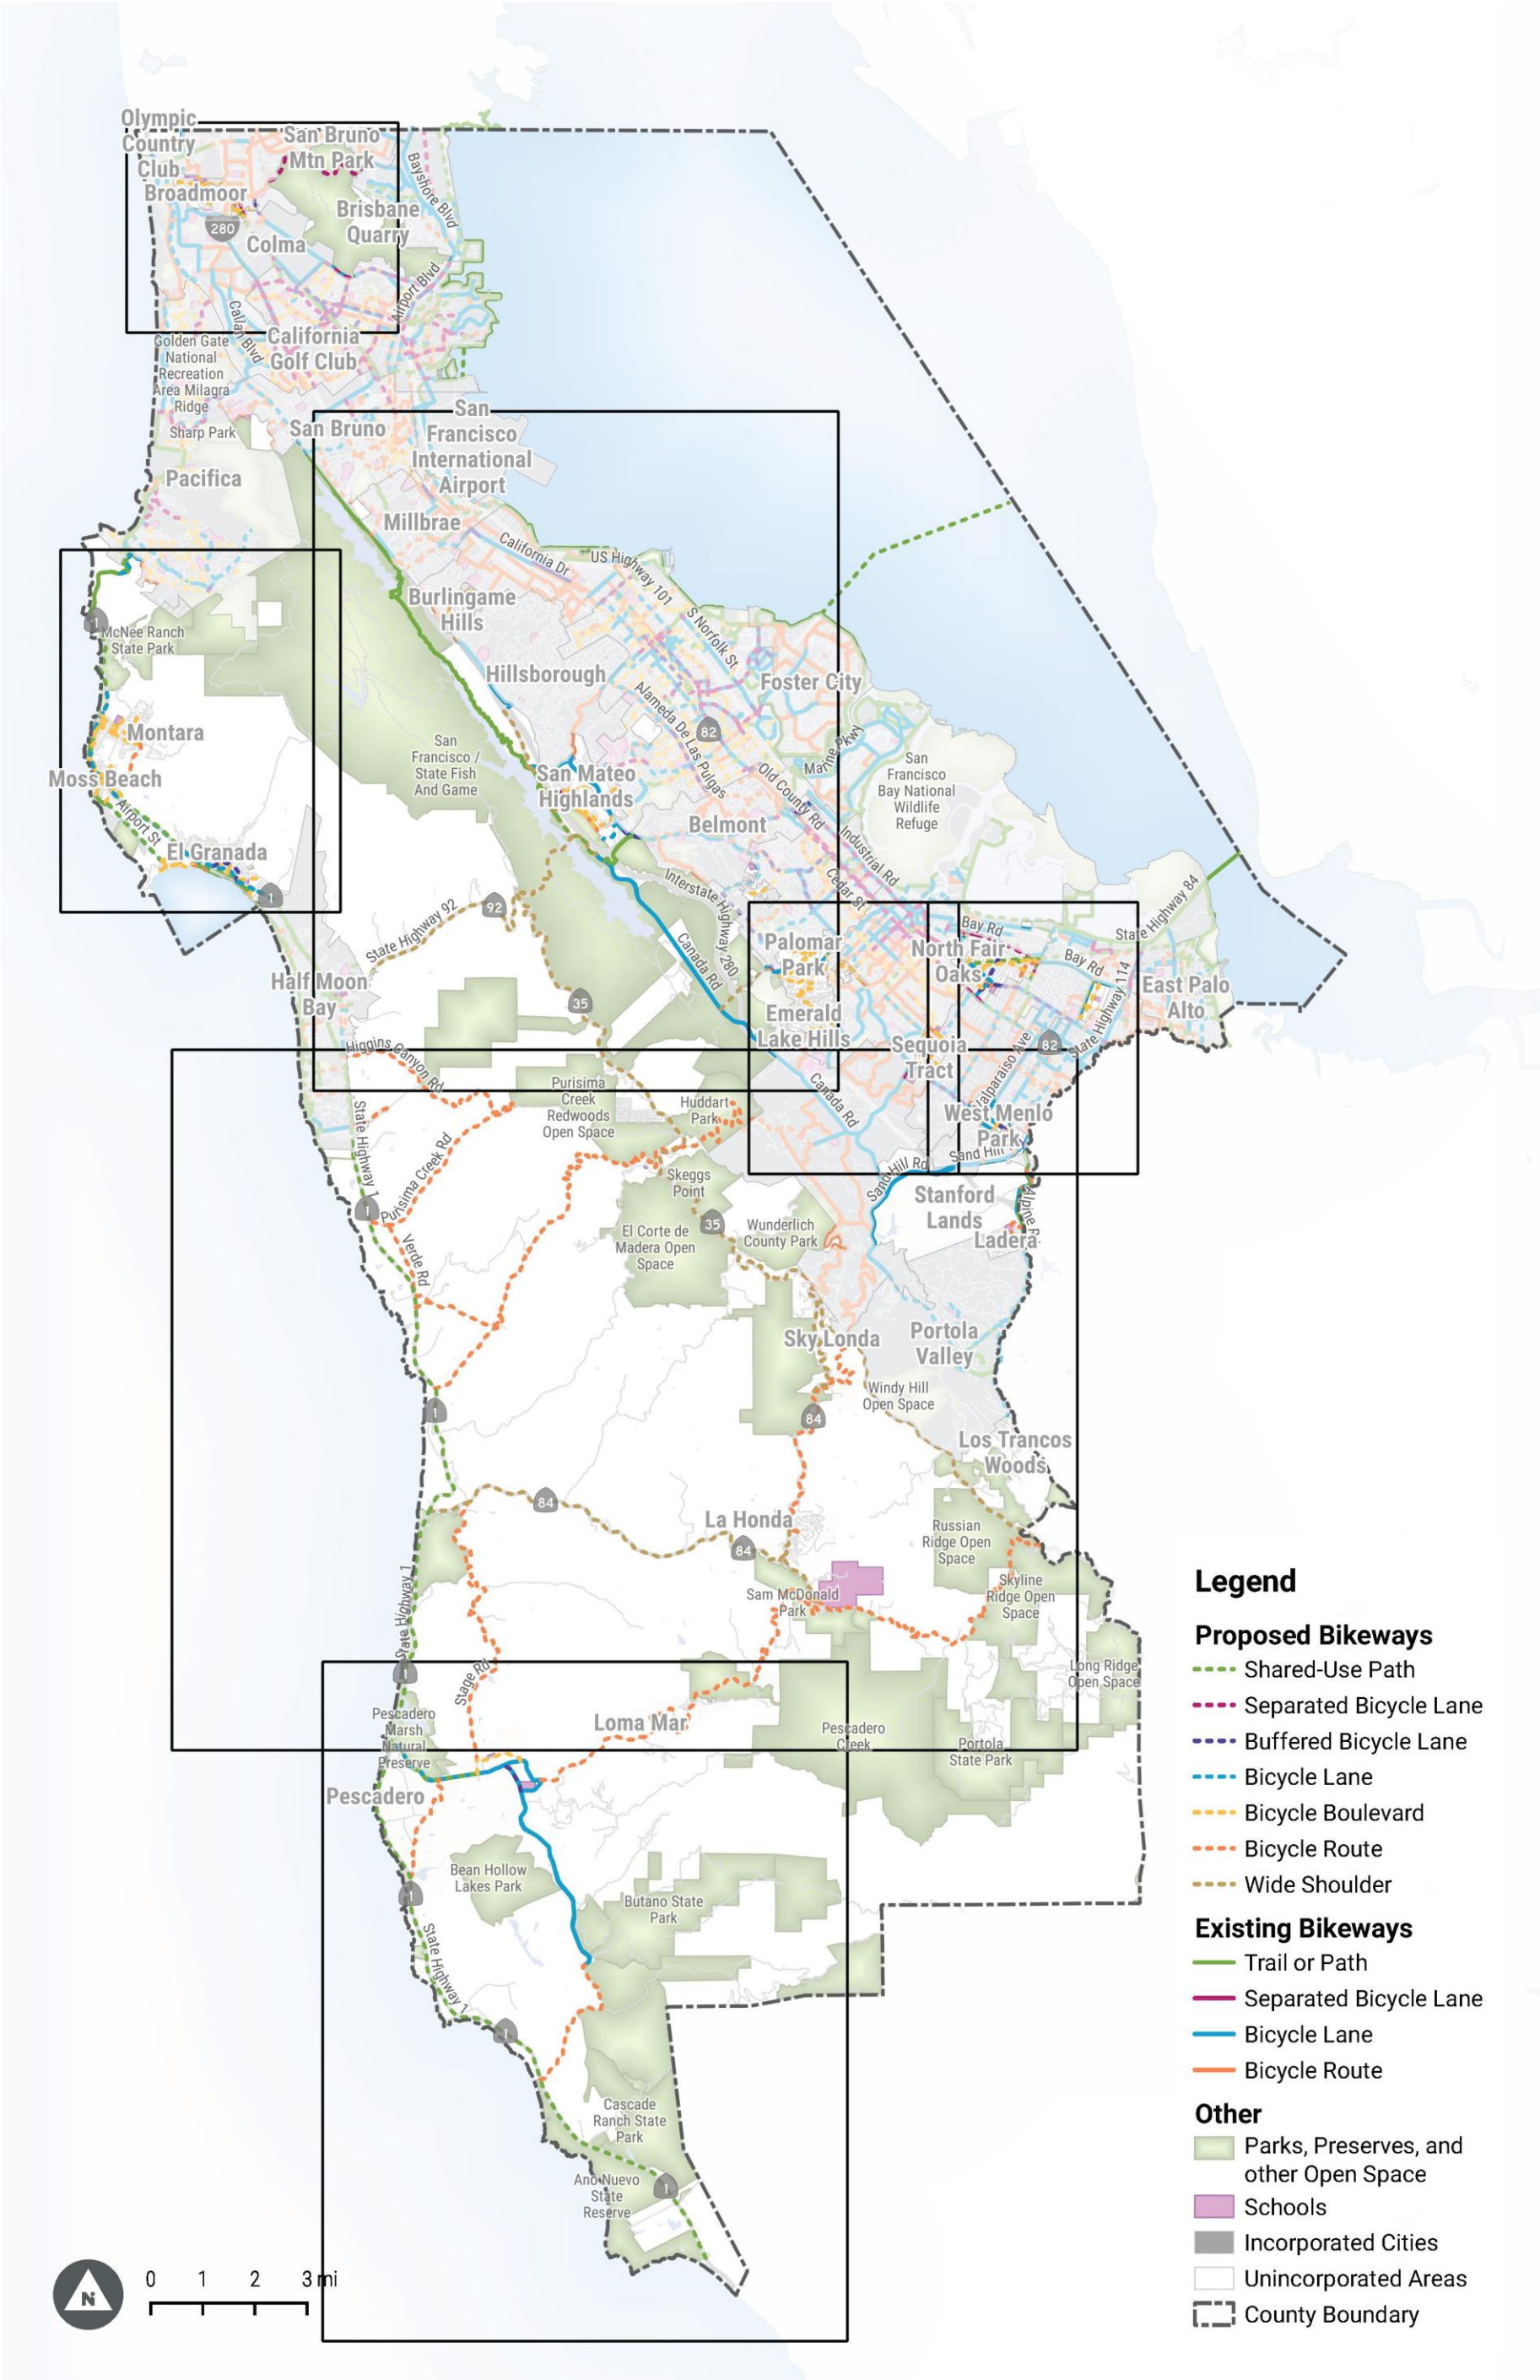 Olympic
Country
Club
San Bruno
Mtn Park
Broadmoor
Bayshore Blvd
Brisbane
Quarry
280
Colma
Airport Blvd
Callan Blvd
California
Golf Club
Golden Gate
National
Recreation
Area Milagra
Ridge
Sharp Park
San Bruno
San
Francisco
International
Airport
Pacifica
Millbrae
California Dr
US Highway 101
Burlingame
Hills
S Norfolk St
1
McNee Ranch
State Park
Hillsborough
Foster City
Alameda De Las Pulgas
82
Marine Pkwy
Montara
San
Francisco /
State Fish
And Game
San
Francisco
Bay National
Wildlife
Refuge
Moss Beach
San Mateo
Highlands
Old County Rd
Airport St
Belmont
Industrial Rd
El Granada
Cedar St
1
Interstate Highway 280
State Highway 84
92
State Highway 92
Canada Rd
Palomar
Park
Bay Rd
North Fair
Oaks
Bay Rd
State Highway 114
East Palo
Alto
Half Moon
Bay
35
Emerald
Lake Hills
Sequoia
Tract
82
Higgins Canyon Rd
Valparaiso Ave
Purisima
Creek
Redwoods
Open Space
Huddart
Park
Canada Rd
West Menlo
Park
State Highway 1
Purisima Creek Rd
Skeggs
Point
Sand Hill Rd
Sand Hill
Stanford
Lands
1
35
El Corte de
Madera Open
Space
Wunderlich
County Park
Ladera
Verde Rd
Sky Londa
Portola
Valley
Windy Hill
Open Space
1
84
Los Trancos
Woods
84
La Honda
84
Russian
Ridge Open
Space
State Highway 1
Sam McDonald
Park
Skyline
Ridge Open
Space
1
Stage Rd
Long Ridge
Open Space
Pescadero
Marsh
Natural
Preserve
Loma Mar
Pescadero
Creek
Portola
State Park
Pescadero
Bean Hollow
Lakes Park
1
Butano State
Park
State Highway 1
1
Cascade
Ranch State
Park
Ano Nuevo
State
Reserve
1
N
0 1 2 3 mi
Legend
Proposed Bikeways
Shared-Use Path
Separated Bicycle Lane
Buffered Bicycle Lane
Bicycle Lane
Bicycle Boulevard
Bicycle Route
Wide Shoulder
Existing Bikeways
Trail or Path
Separated Bicycle Lane
Bicycle Lane
Bicycle Route
Other
Parks, Preserves, and
other Open Space
Schools
Incorporated Cities
Unincorporated Areas
County Boundary